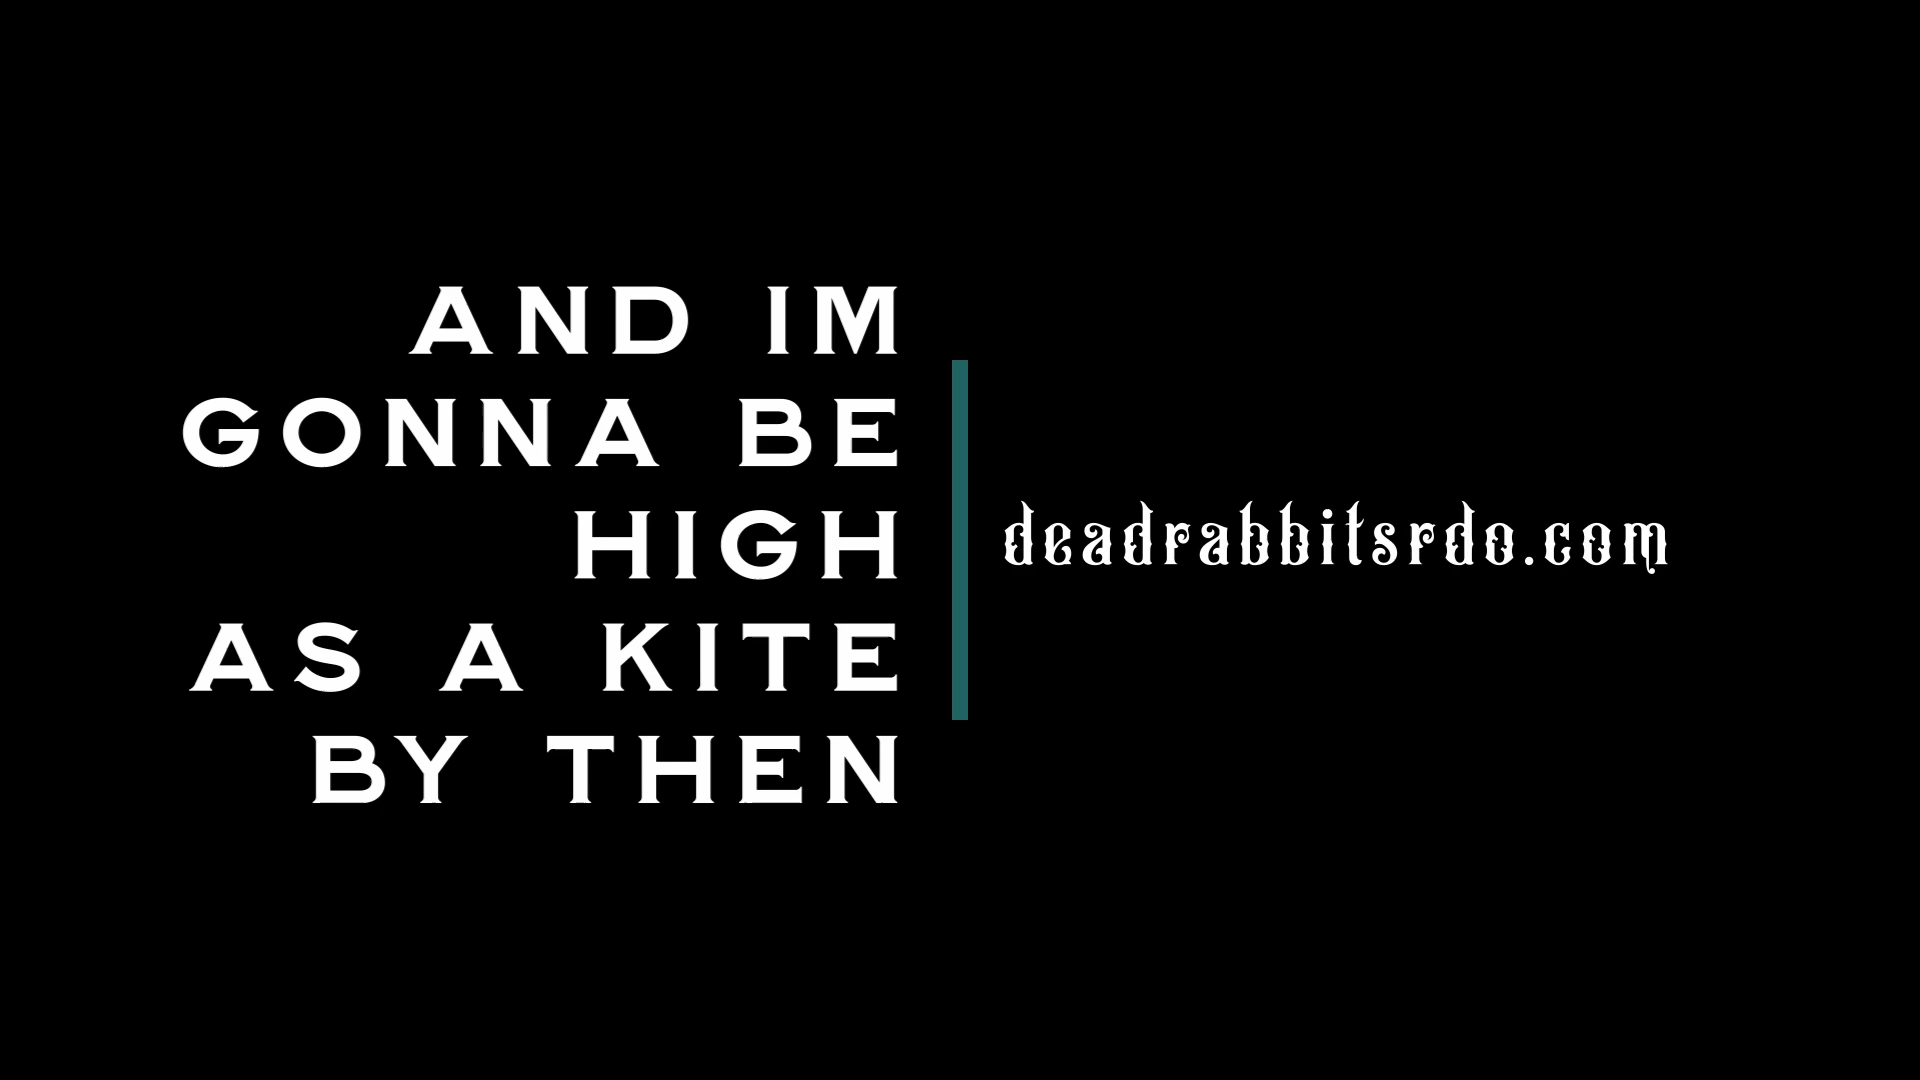 AND IM
GONNA BE
HIGH
AS A KITE
BY THEN
deadrabbitsrdo.com